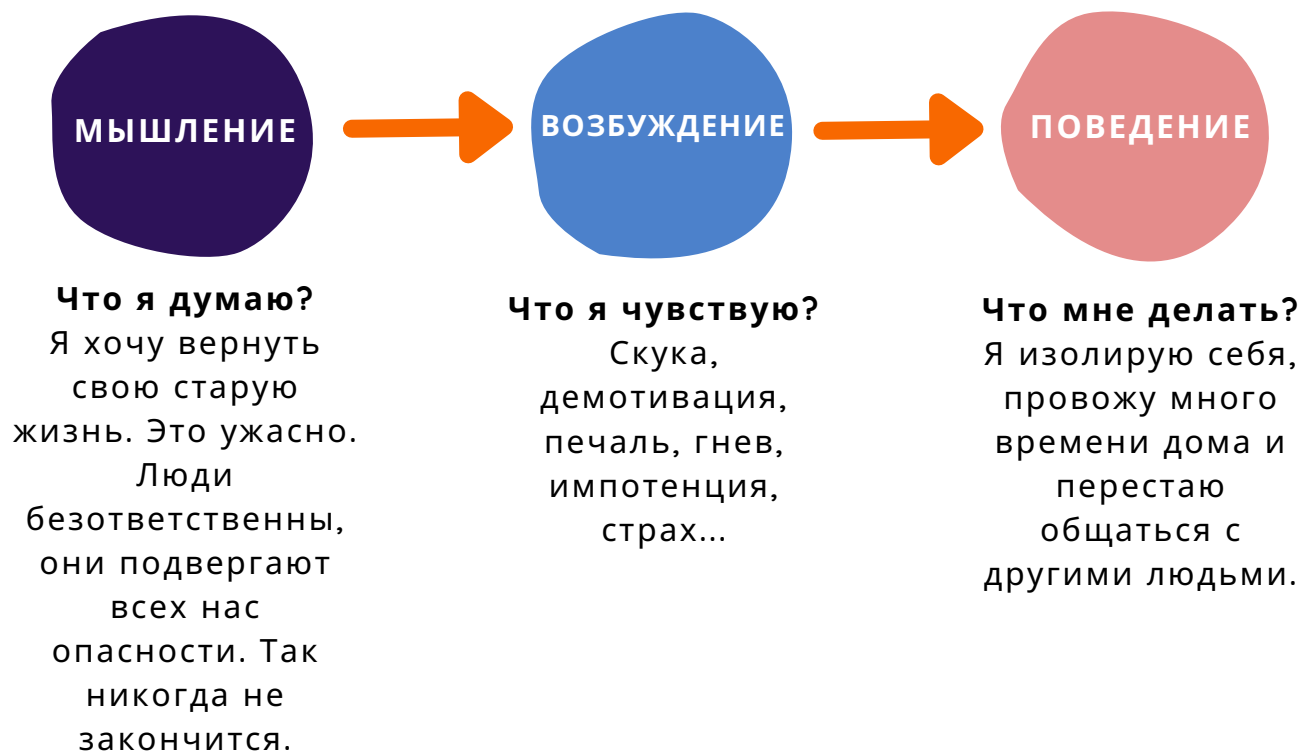 МЫШЛЕНИЕ
ВОЗБУЖДЕНИЕ
ПОВЕДЕНИЕ
Что я думаю?
Я хочу вернуть
свою старую
жизнь. Это ужасно.
Люди
безответственны,
они подвергают
всех нас
опасности. Так
никогда не
закончится.
Что я чувствую?
Скука,
демотивация,
печаль, гнев,
импотенция,
страх...
Что мне делать?
Я изолирую себя,
провожу много
времени дома и
перестаю
общаться с
другими людьми.